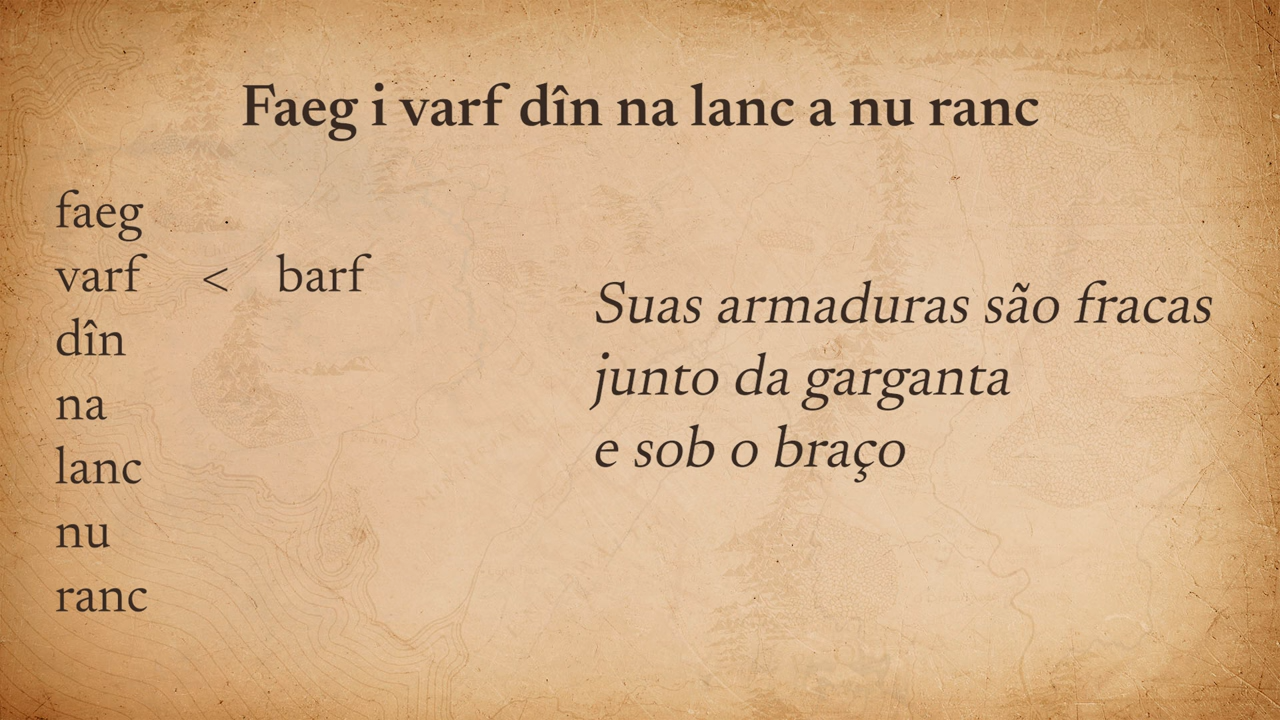 Faeg i varf dîn na lanc a nu ranc
faeg
varf < barf
dîn
na
lanc
nu
ranc
Suas armaduras são fracas
junto da garganta
e sob o braço